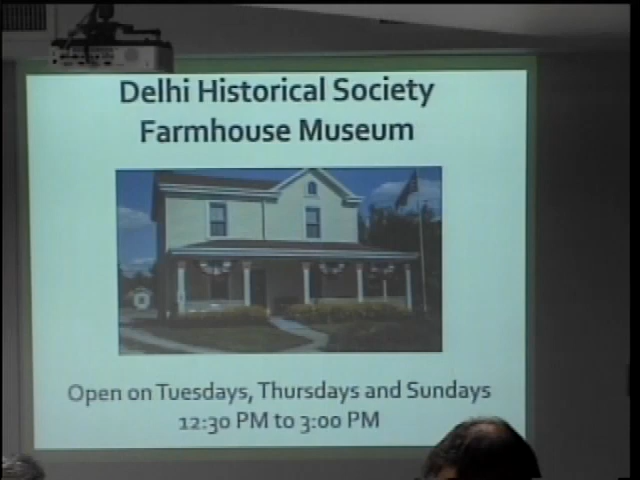 Delhi Historical Society
Farmhouse Museum
Open on Tuesdays, Thursdays and Sundays
12:30 PM to 3:00 PM